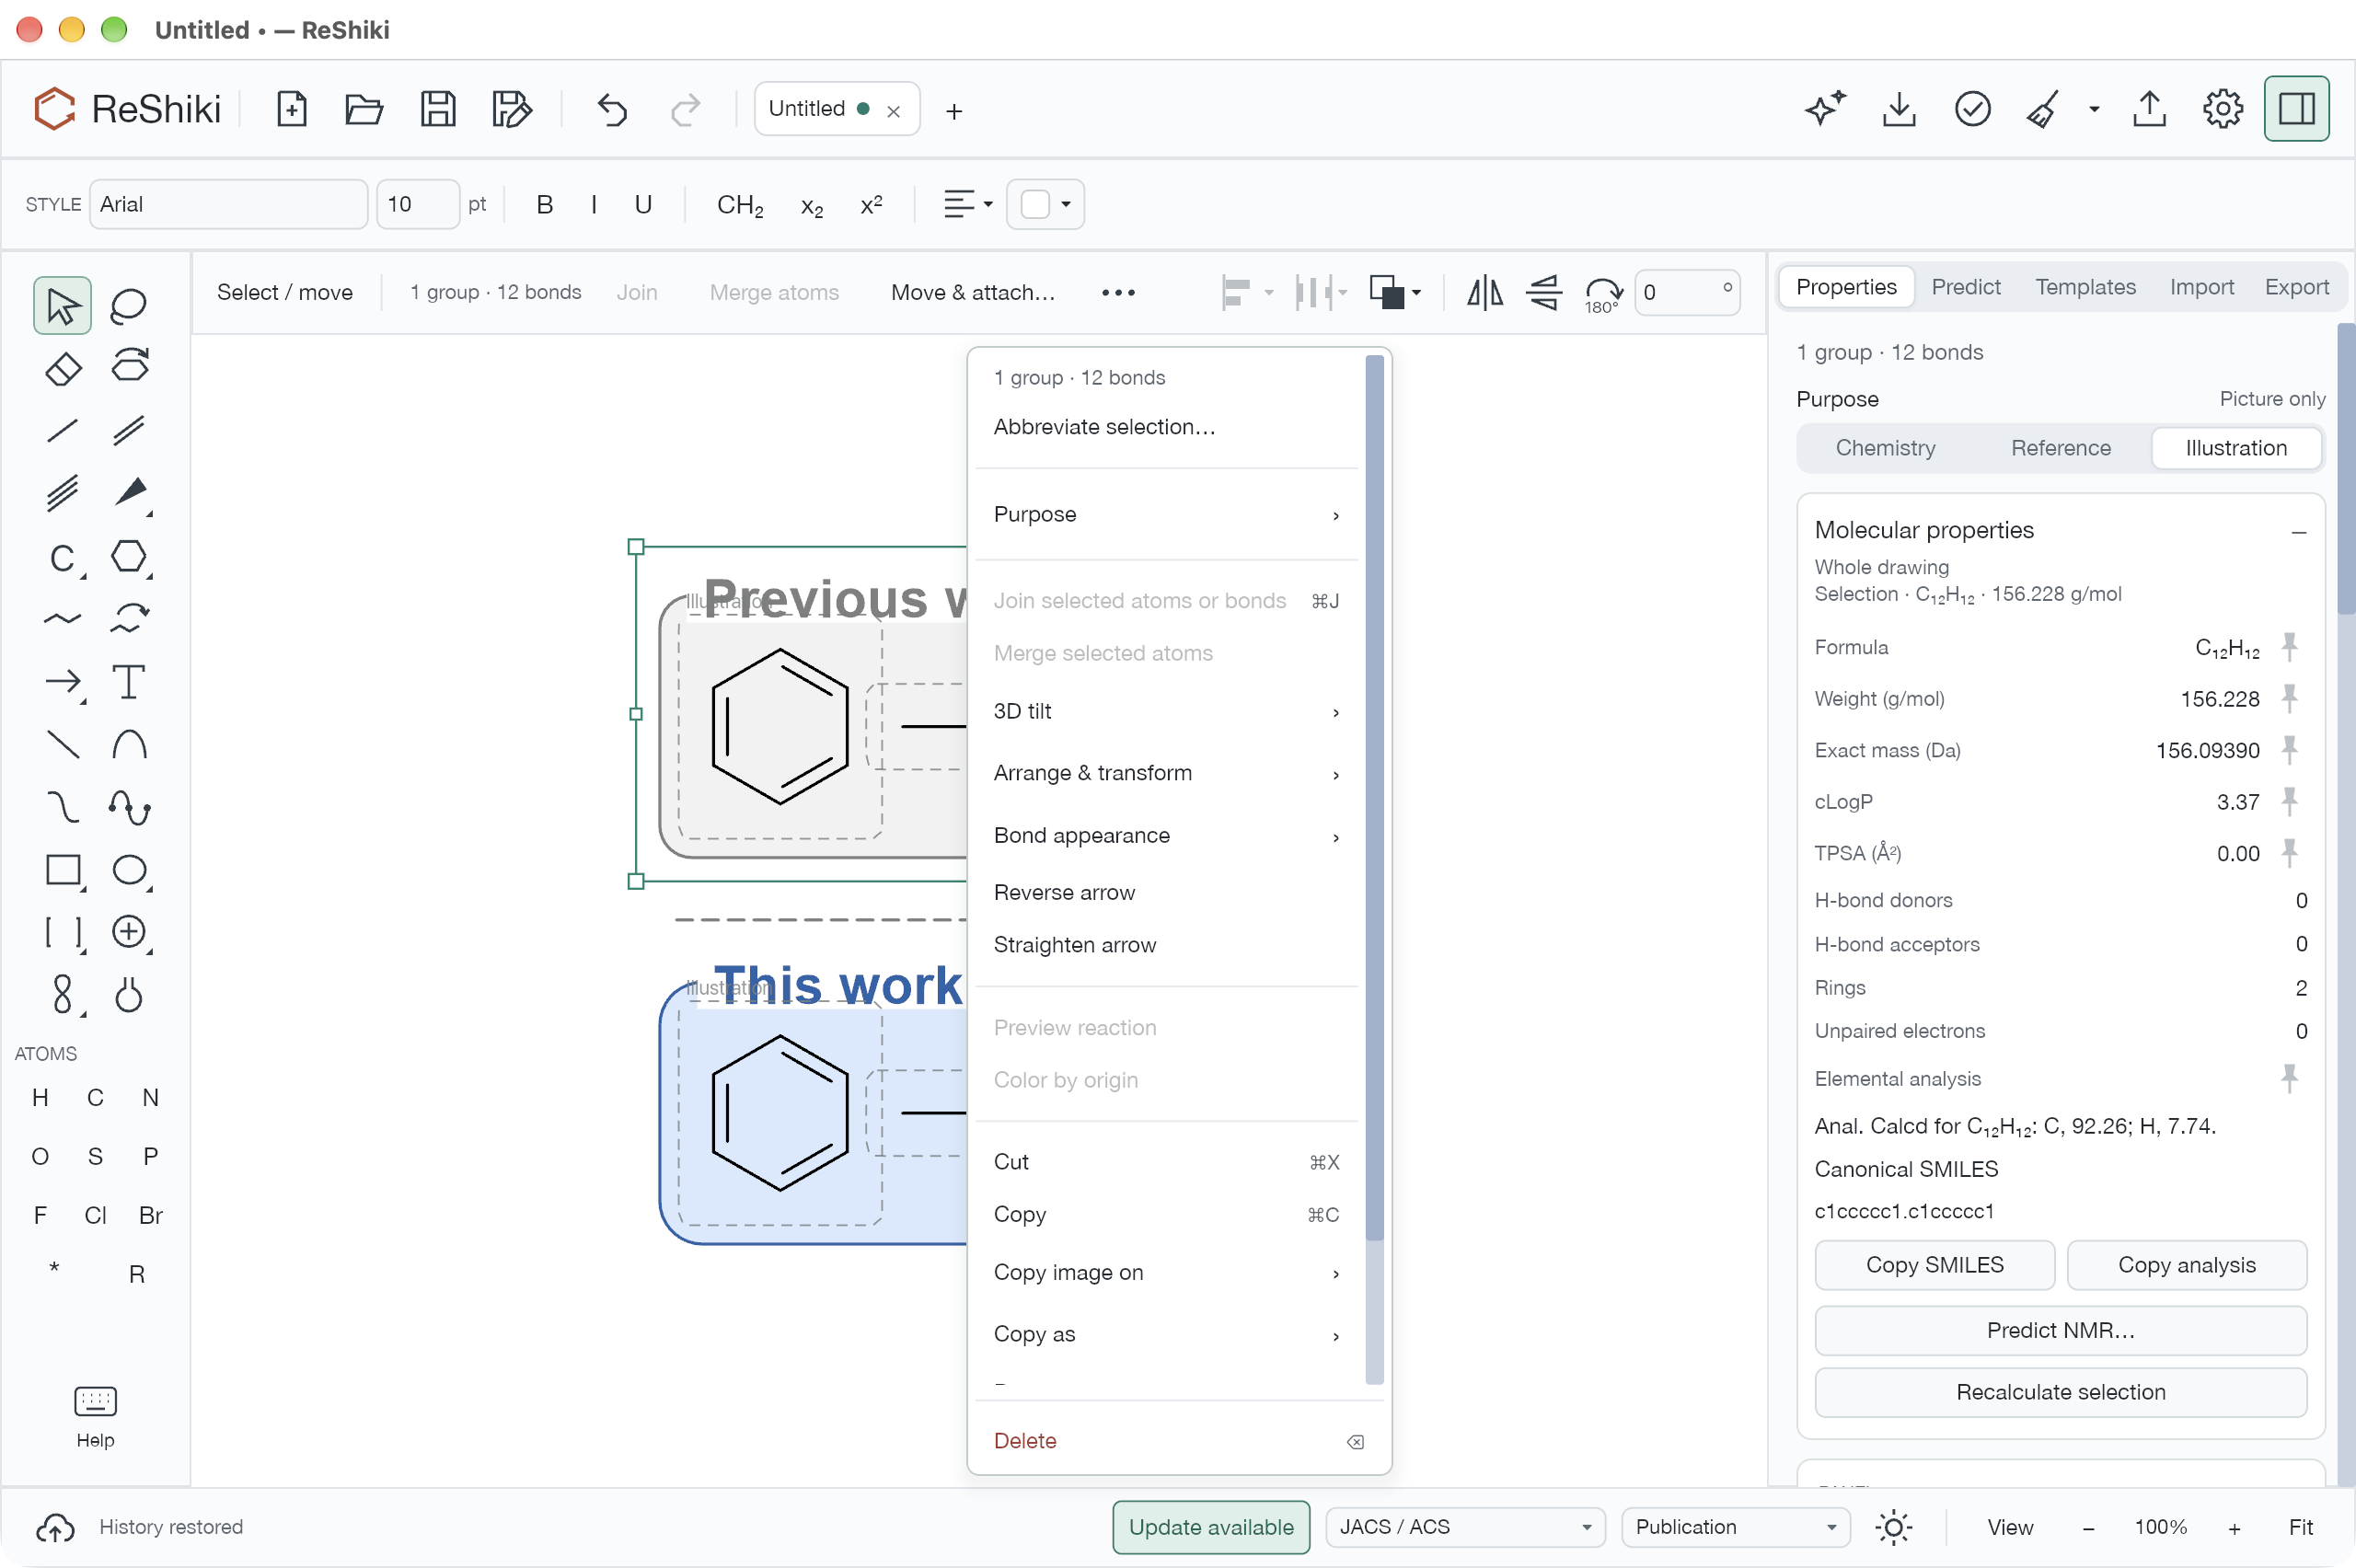 Untitled • — ReShiki
ReShiki
Untitled
STYLE Arial 10 pt B I U CH₂ x₂ x²
Select / move 1 group · 12 bonds Join Merge atoms Move & attach... ••• 180° 0 °
Properties Predict Templates Import Export
C
T
ATOMS
H C N
O S P
F Cl Br
* R
Help
Previous
Illustration
This work
Illustration
1 group · 12 bonds
Abbreviate selection...
Purpose ›
Join selected atoms or bonds ⌘J
Merge selected atoms
3D tilt ›
Arrange & transform ›
Bond appearance ›
Reverse arrow
Straighten arrow
Preview reaction
Color by origin
Cut ⌘X
Copy ⌘C
Copy image on ›
Copy as ›
Delete ⌫
1 group · 12 bonds
Purpose Picture only
Chemistry Reference Illustration
Molecular properties –
Whole drawing
Selection · C₁₂H₁₂ · 156.228 g/mol
Formula C₁₂H₁₂
Weight (g/mol) 156.228
Exact mass (Da) 156.09390
cLogP 3.37
TPSA (Å²) 0.00
H-bond donors 0
H-bond acceptors 0
Rings 2
Unpaired electrons 0
Elemental analysis
Anal. Calcd for C₁₂H₁₂: C, 92.26; H, 7.74.
Canonical SMILES
c1ccccc1.c1ccccc1
Copy SMILES Copy analysis
Predict NMR...
Recalculate selection
History restored
Update available JACS / ACS Publication View – 100% + Fit